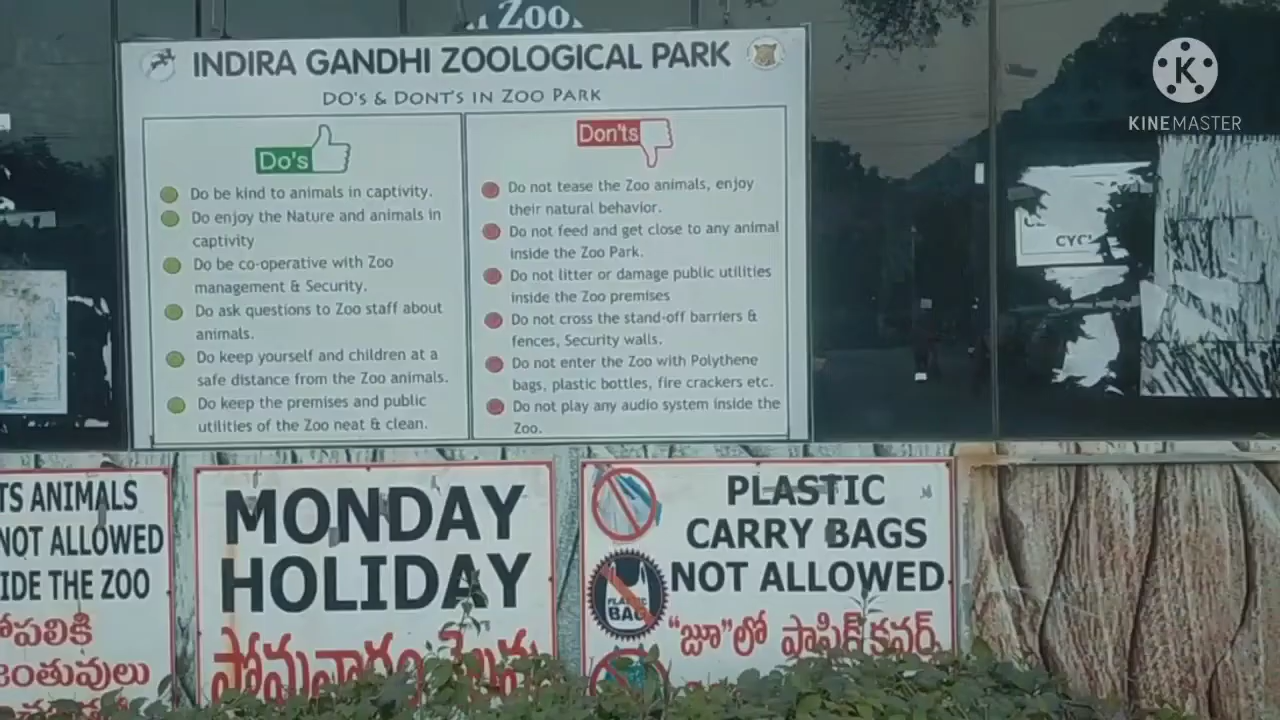 n Zoo
INDIRA GANDHI ZOOLOGICAL PARK
DO's & DONT's IN ZOO PARK
Do's
Do be kind to animals in captivity.
Do enjoy the Nature and animals in
captivity
Do be co-operative with Zoo
management & Security.
Do ask questions to Zoo staff about
animals.
Do keep yourself and children at a
safe distance from the Zoo animals.
Do keep the premises and public
utilities of the Zoo neat & clean.
Don'ts
Do not tease the Zoo animals, enjoy
their natural behavior.
Do not feed and get close to any animal
inside the Zoo Park.
Do not litter or damage public utilities
inside the Zoo premises
Do not cross the stand-off barriers &
fences, Security walls.
Do not enter the Zoo with Polythene
bags, plastic bottles, fire crackers etc.
Do not play any audio system inside the
Zoo.
K
KINEMASTER
CYC
TS ANIMALS
NOT ALLOWED
IDE THE ZOO
లోపలికి
జంతువులు
MONDAY
HOLIDAY
సోమవారం
PLASTIC
CARRY BAGS
NOT ALLOWED
PLASTIC
BAG
"జూ"లో ప్లాస్టిక్ కవర్